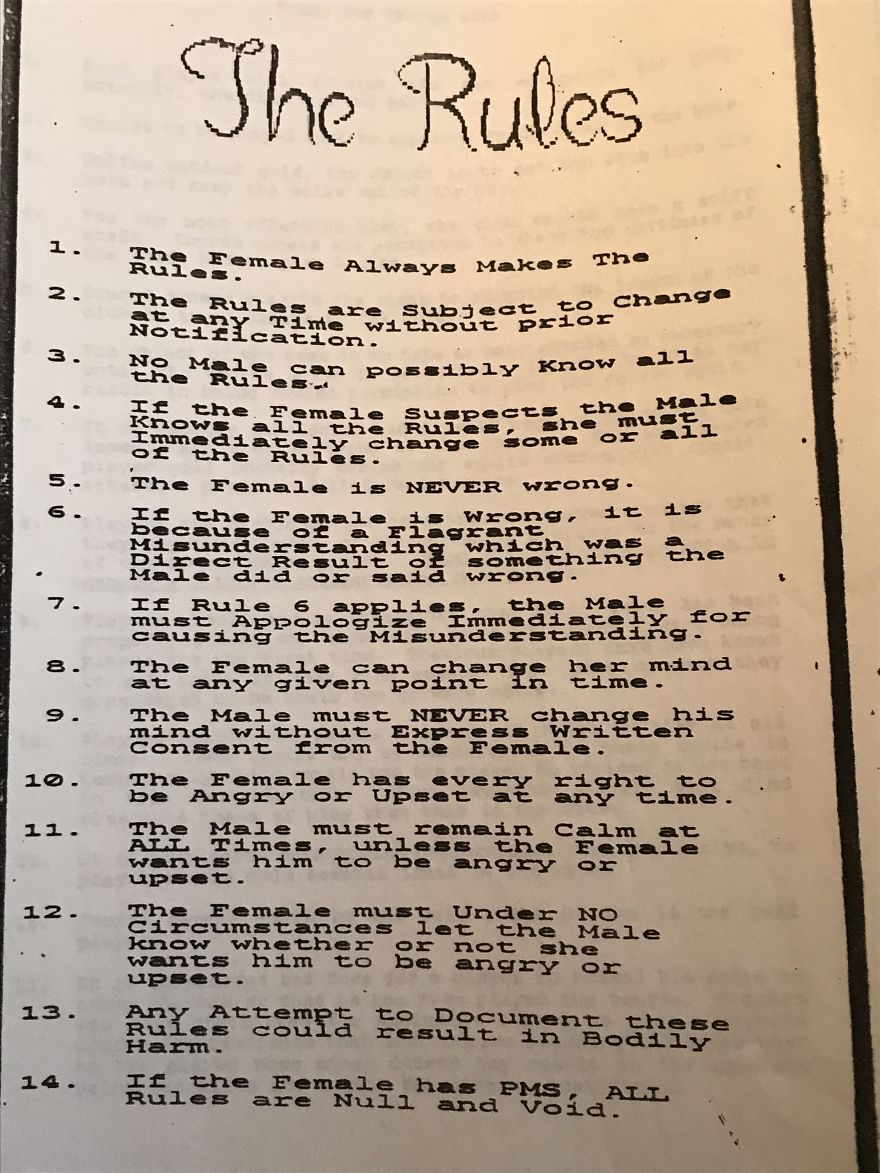 The Rules
1. The Female Always Makes The
Rules.
2. The Rules are Subject to Change
at any Time without prior
Notification.
3. No Male can possibly Know all
the Rules.
4. If the Female Suspects the Male
Knows all the Rules, she must
Immediately change some or all
of the Rules.
5. The Female is NEVER wrong.
6. If the Female is Wrong, it is
because of a Flagrant
Misunderstanding which was a
Direct Result of something the
Male did or said wrong.
7. If Rule 6 applies, the Male
must Appologize Immediately for
causing the Misunderstanding.
8. The Female can change her mind
at any given point in time.
9. The Male must NEVER change his
mind without Express Written
Consent from the Female.
10. The Female has every right to
be Angry or Upset at any time.
11. The Male must remain Calm at
ALL Times, unless the Female
wants him to be angry or
upset.
12. The Female must Under NO
Circumstances let the Male
know whether or not she
wants him to be angry or
upset.
13. Any Attempt to Document these
Rules could result in Bodily
Harm.
14. If the Female has PMS, ALL
Rules are Null and Void.